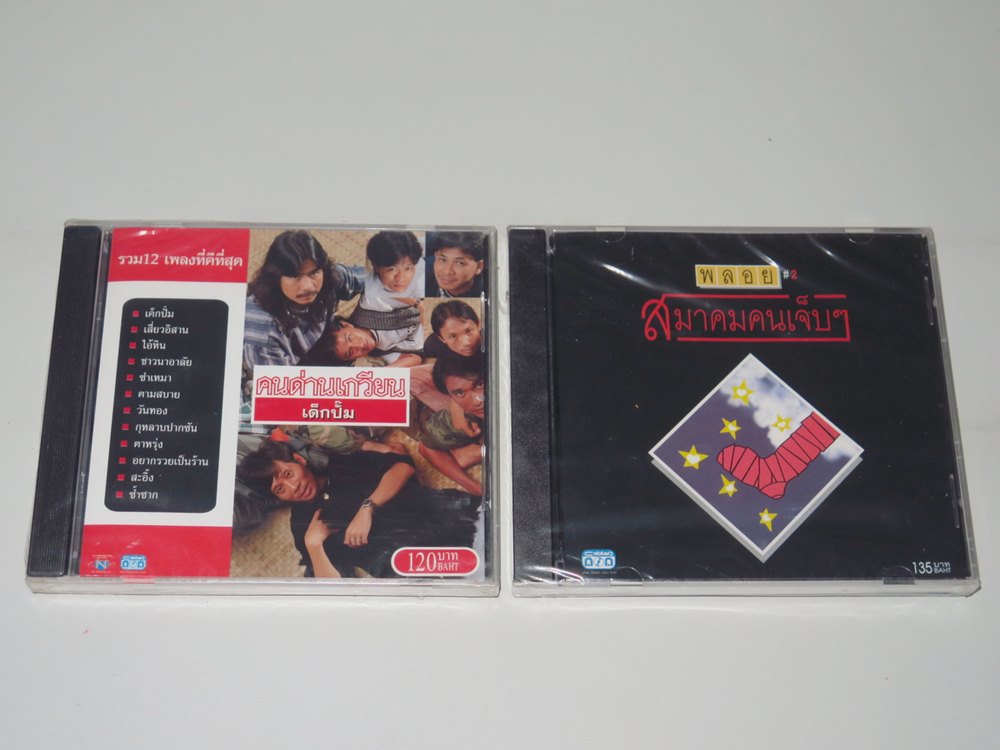 รวม12 เพลงที่ดีที่สุด
เด็กปั๊ม
เสี่ยวอิสาน
ไอ้หิน
ชาวนาอาลัย
ซำเหมา
ตามสบาย
วันทอง
กุหลาบปากซัน
คาหรุ่ง
อยากรวยเป็นร้าน
สะอิ้ง
ซ้ำซาก
คนด่านเกวียน
เด็กปั๊ม
120 บาท
BAHT
N
พลอย #2
สมาคมคนเจ็บๆ
135 บาท
BAHT